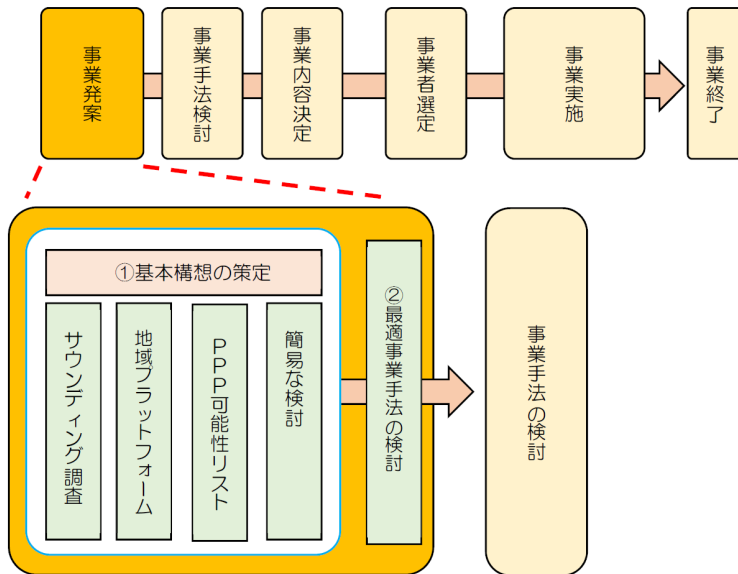 事業発案
事業手法検討
事業内容決定
事業者選定
事業実施
事業終了
①基本構想の策定
サウンディング調査
地域プラットフォーム
PPP可能性リスト
簡易な検討
②最適事業手法の検討
事業手法の検討